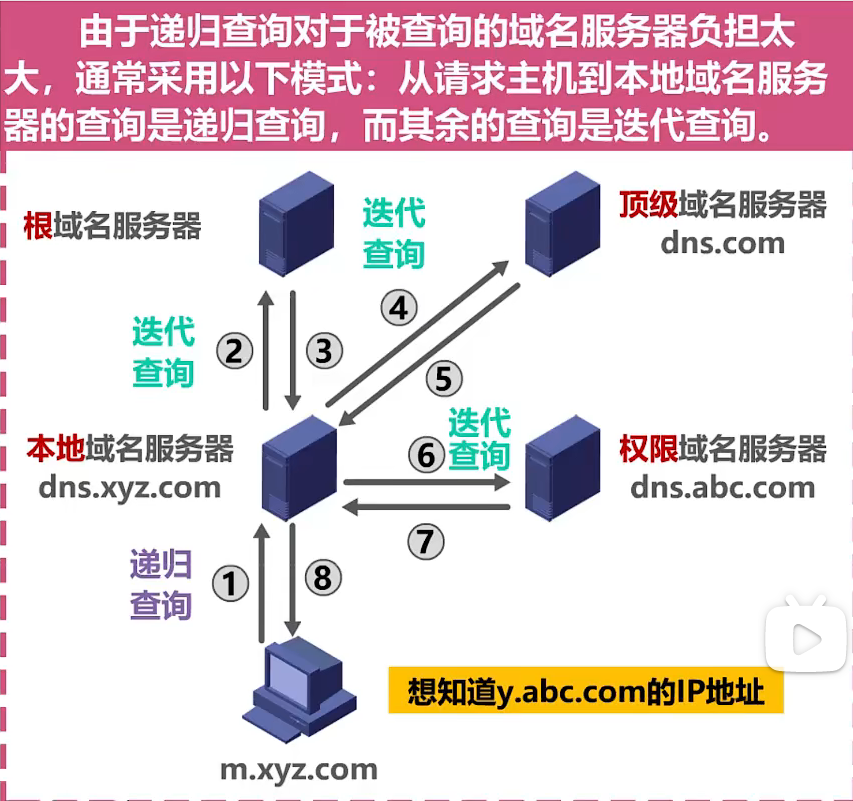 由于递归查询对于被查询的域名服务器负担太
大，通常采用以下模式：从请求主机到本地域名服务
器的查询是递归查询，而其余的查询是迭代查询。
根域名服务器
迭代
查询
顶级域名服务器
dns.com
迭代
查询
②
③
④
⑤
本地域名服务器
dns.xyz.com
⑥
迭代
查询
权限域名服务器
dns.abc.com
⑦
递归
查询
①
⑧
想知道y.abc.com的IP地址
m.xyz.com